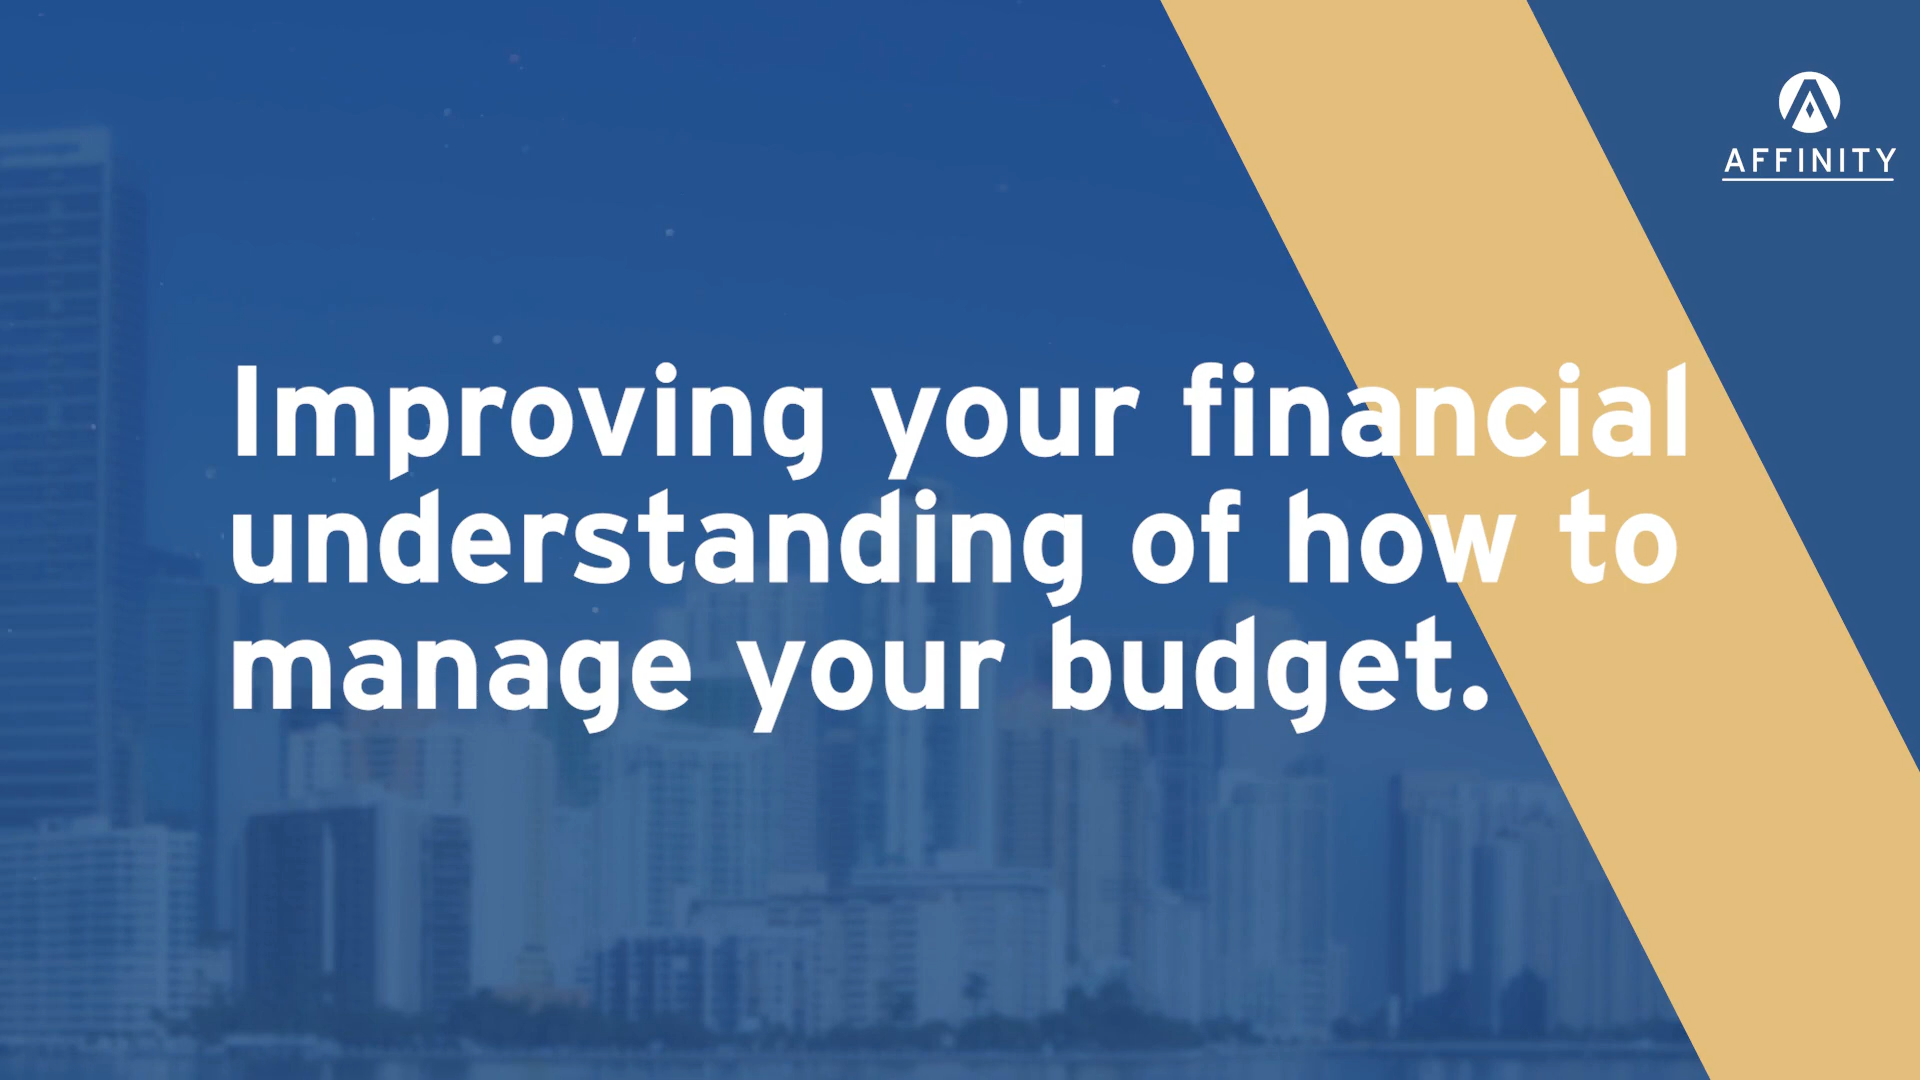 AFFINITY
Improving your financial
understanding of how to
manage your budget.